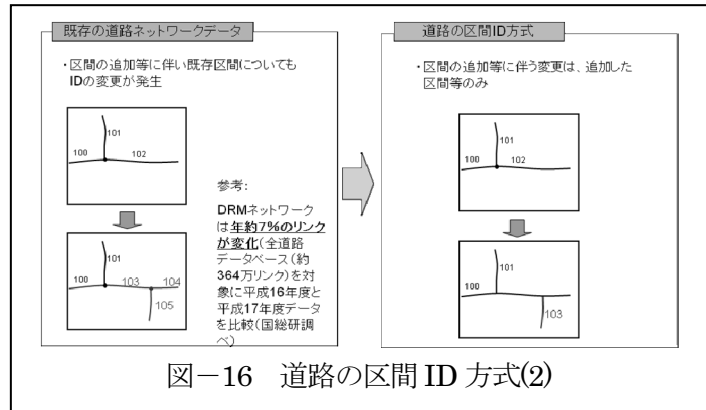 既存の道路ネットワークデータ
・区間の追加等に伴い既存区間についても
IDの変更が発生
101
100
102
100
103
104
101
105
参考:
DRMネットワーク
は年約7%のリンク
が変化(全道路
データベース(約
364万リンク)を対
象に平成16年度と
平成17年度データ
を比較(国総研調
べ)
道路の区間ID方式
・区間の追加等に伴う変更は、追加した
区間等のみ
101
100
102
101
100
103
図－16 道路の区間 ID 方式(2)